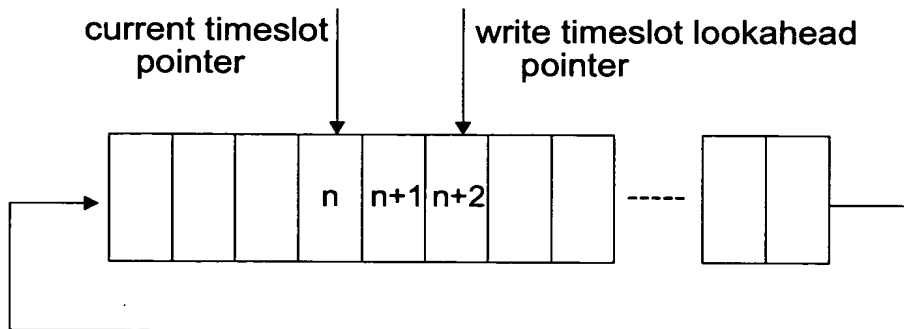 current timeslot
pointer
write timeslot lookahead
pointer
n
n+1
n+2